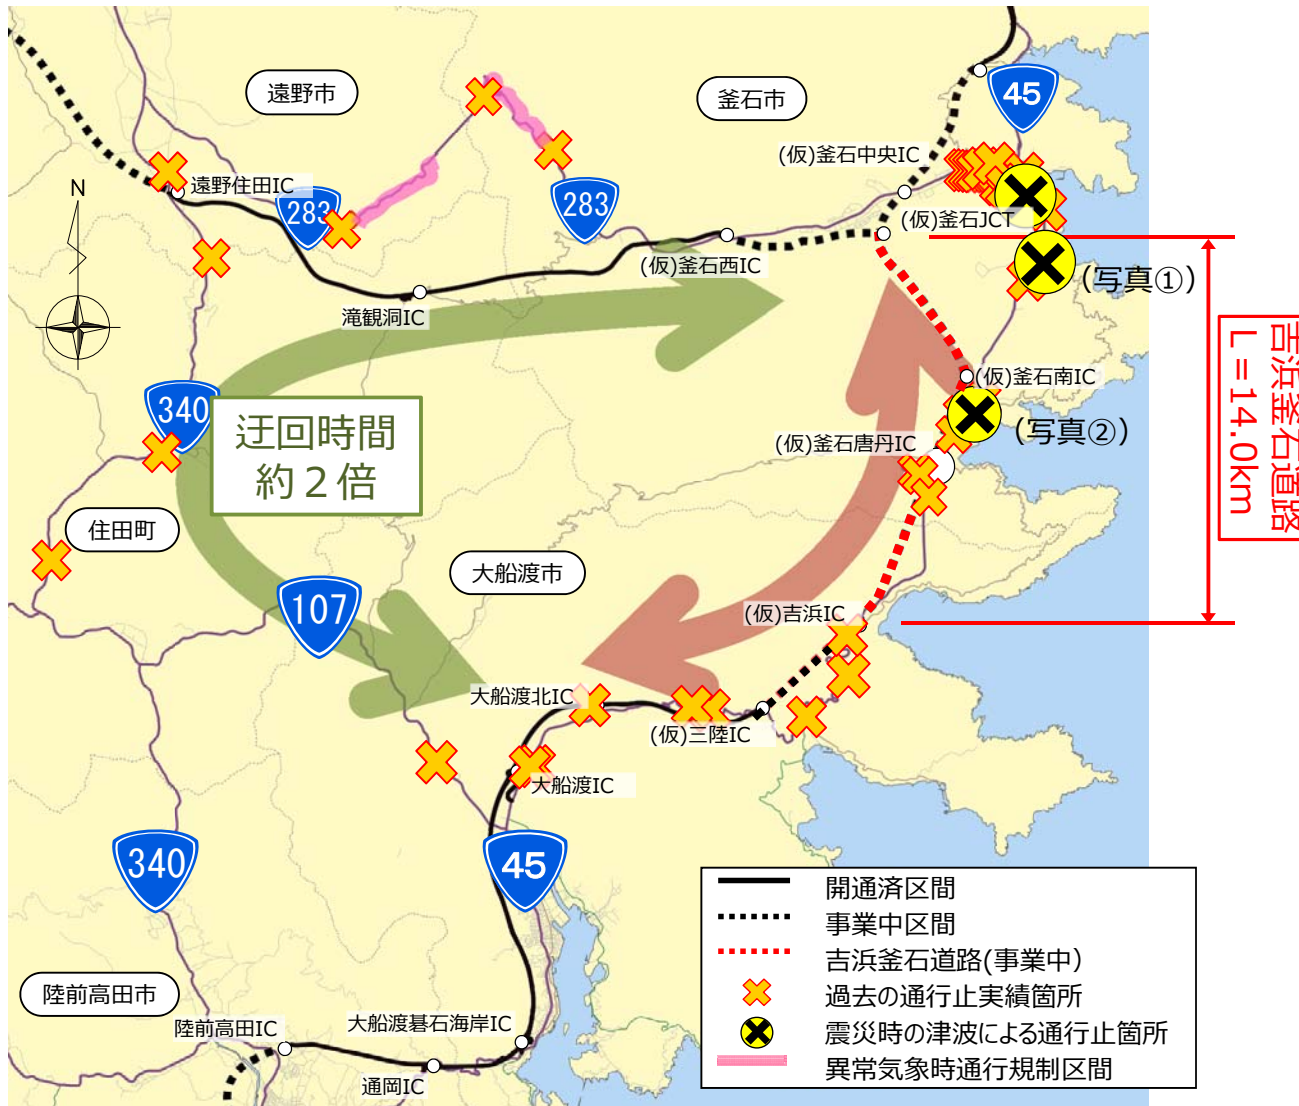 遠野市
釜石市
45
(仮)釜石中央IC
遠野住田IC
N
283
283
(仮)釜石JCT
(仮)釜石西IC
(写真①)
滝観洞IC
吉浜釜石道路
L=14.0km
(仮)釜石南IC
340
迂回時間
約2倍
(写真②)
(仮)釜石唐丹IC
住田町
大船渡市
107
(仮)吉浜IC
大船渡北IC
(仮)三陸IC
大船渡IC
340
45
開通済区間
事業中区間
吉浜釜石道路(事業中)
過去の通行止実績箇所
震災時の津波による通行止箇所
異常気象時通行規制区間
陸前高田市
陸前高田IC
大船渡碁石海岸IC
通岡IC